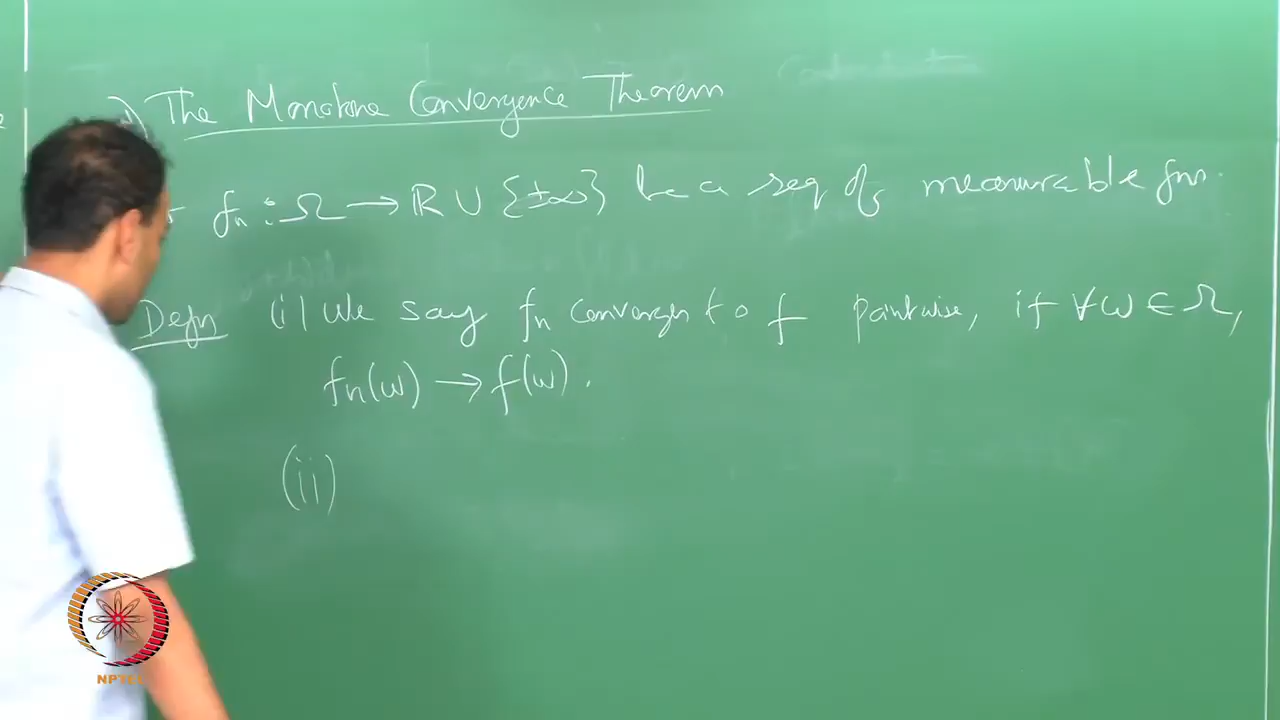 The Monotone Convergence Theorem
fn : Ω → ℝ ∪ {±∞} be a seq of measurable fns.
Defn (i) We say fn converges to f pointwise, if ∀ω ∈ Ω,
fn(ω) → f(ω).
(ii)
NPTEL